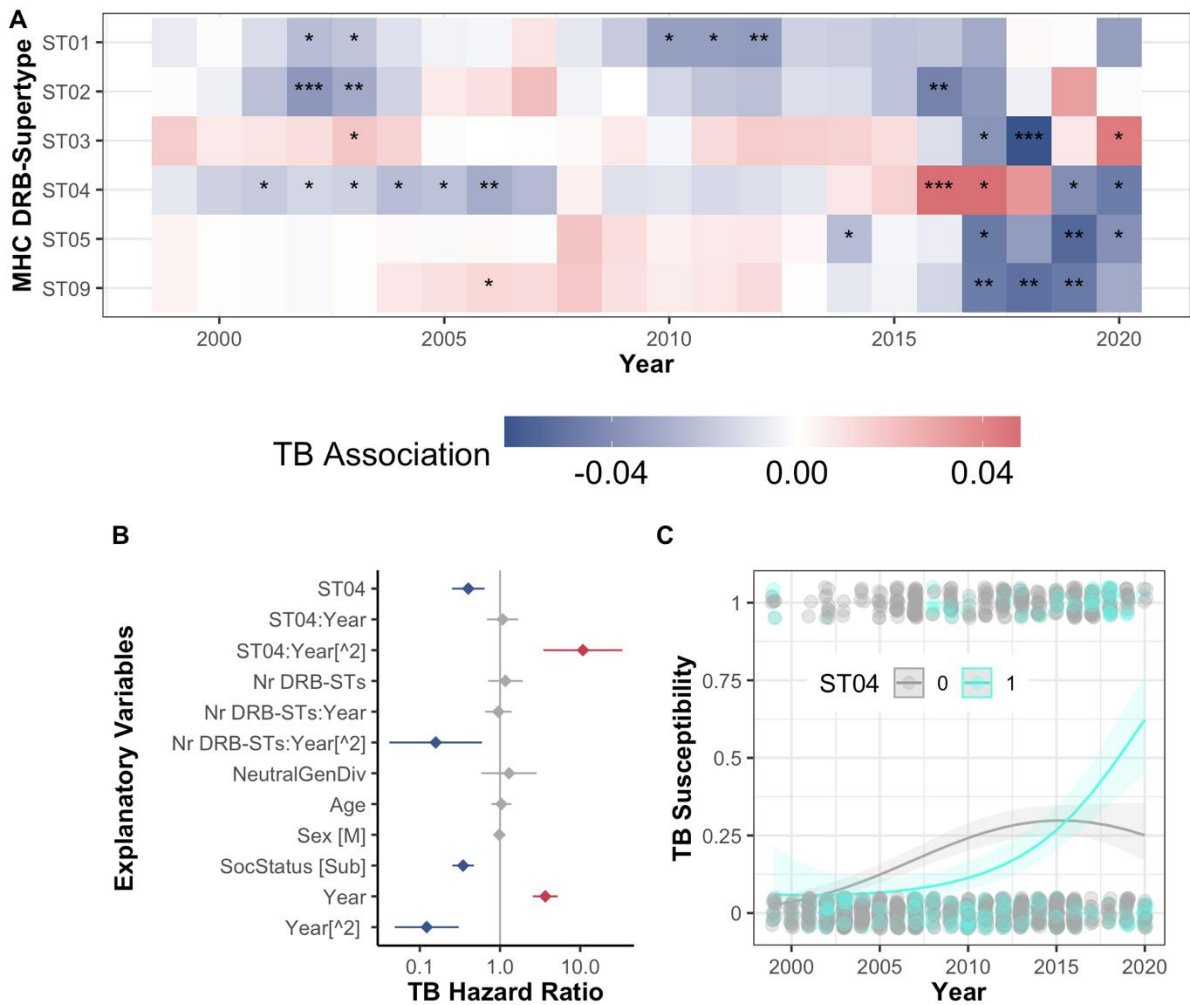 A
MHC DRB-Supertype
ST01 * * * * **
ST02 *** ** **
ST03 * * *** *
ST04 * * * * * ** *** * * *
ST05 * * ** *
ST09 * ** ** **
2000 2005 2010 2015 2020
Year
TB Association
-0.04 0.00 0.04
B
Explanatory Variables
ST04
ST04:Year
ST04:Year[^2]
Nr DRB-STs
Nr DRB-STs:Year
Nr DRB-STs:Year[^2]
NeutralGenDiv
Age
Sex [M]
SocStatus [Sub]
Year
Year[^2]
0.1 1.0 10.0
TB Hazard Ratio
C
TB Susceptibility
1
0.75
0.5
0.25
0
ST04 0 1
2000 2005 2010 2015 2020
Year